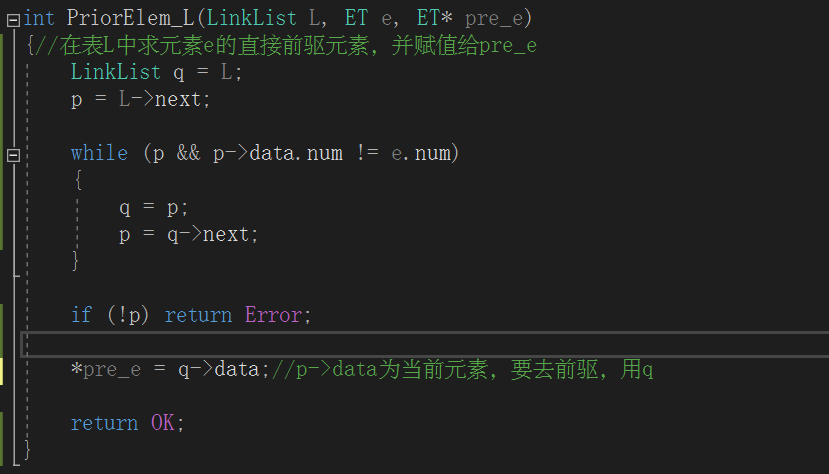 int PriorElem_L(LinkList L, ET e, ET* pre_e)
{//在表L中求元素e的直接前驱元素，并赋值给pre_e
LinkList q = L;
p = L->next;
while (p && p->data.num != e.num)
{
q = p;
p = q->next;
}
if (!p) return Error;
*pre_e = q->data;//p->data为当前元素，要去前驱，用q
return OK;
}